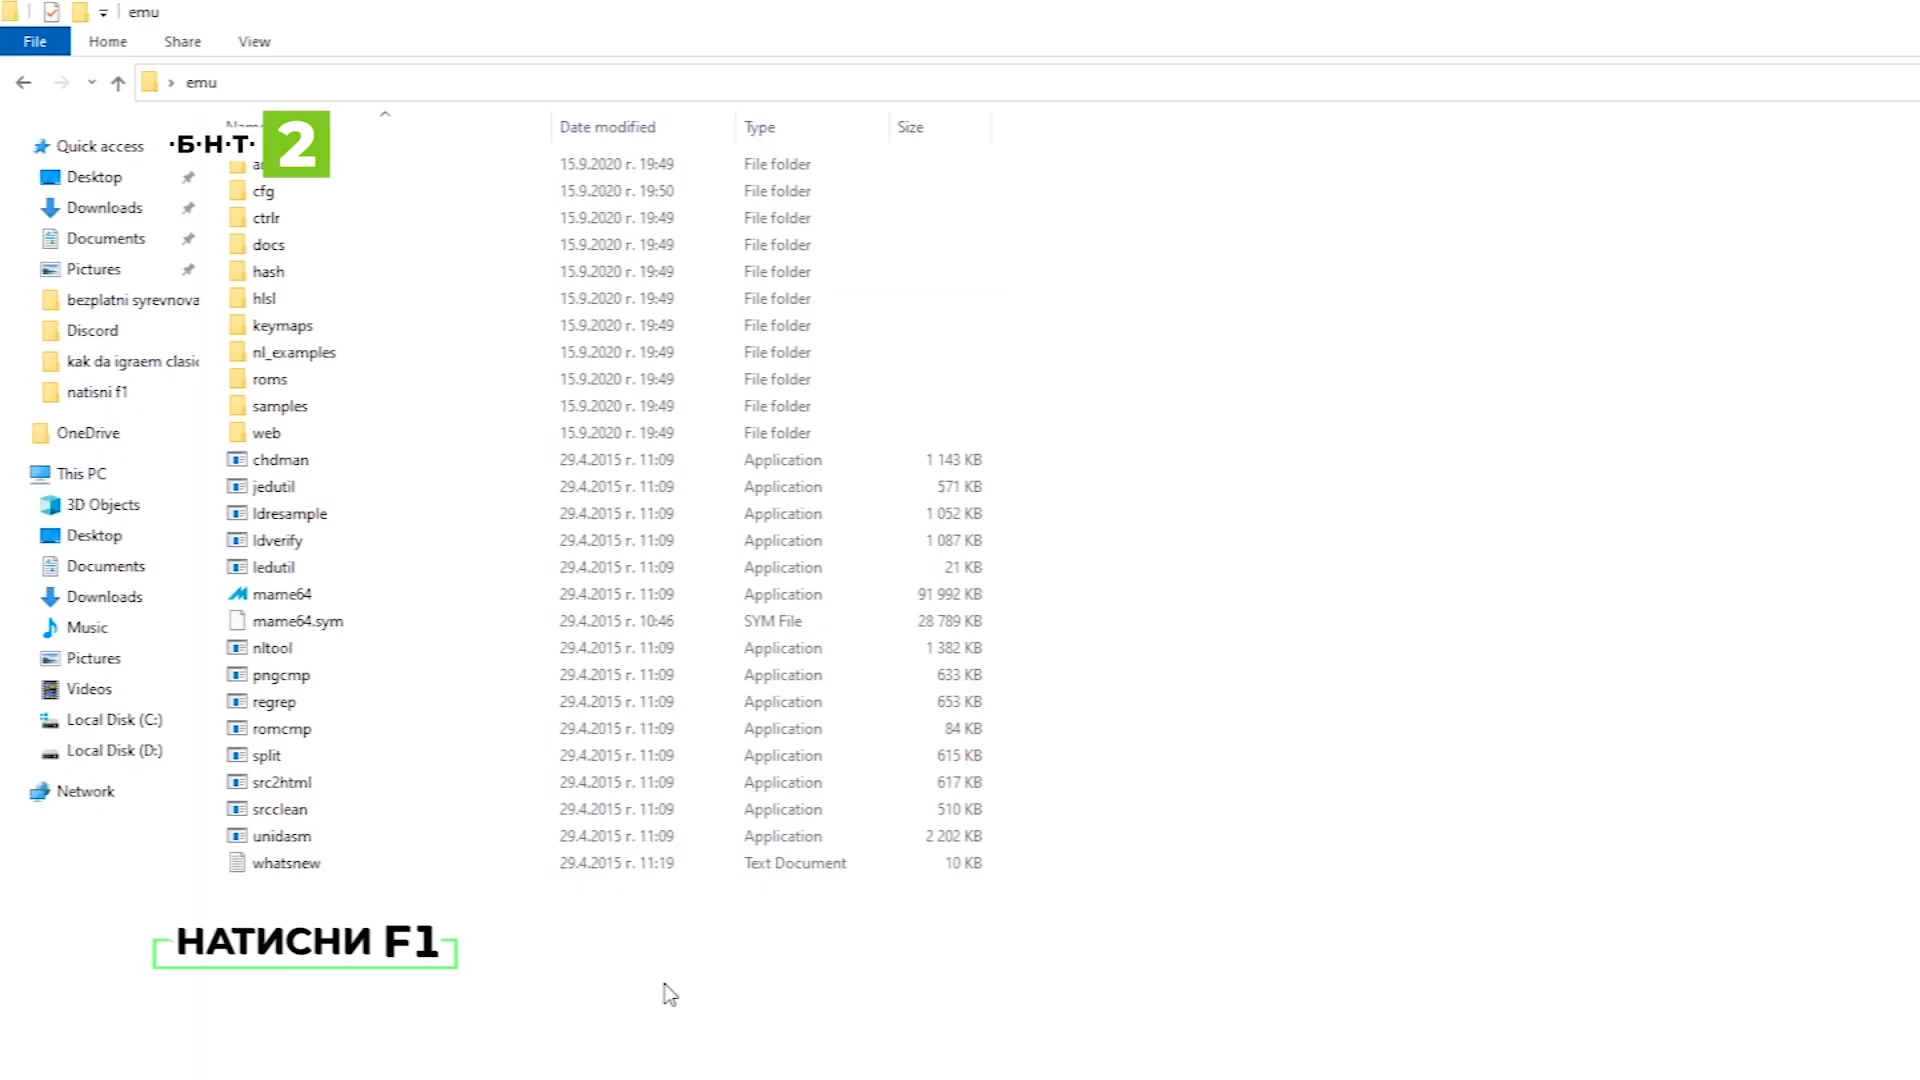 emu
File Home Share View
emu
Date modified Type Size
Quick access
·Б·Н·Т· 2
15.9.2020 г. 19:49 File folder
Desktop
cfg 15.9.2020 г. 19:50 File folder
Downloads
ctrlr 15.9.2020 г. 19:49 File folder
Documents
docs 15.9.2020 г. 19:49 File folder
Pictures
hash 15.9.2020 г. 19:49 File folder
bezplatni syrevnova
hlsl 15.9.2020 г. 19:49 File folder
Discord
keymaps 15.9.2020 г. 19:49 File folder
kak da igraem clasic
nl_examples 15.9.2020 г. 19:49 File folder
natisni f1
roms 15.9.2020 г. 19:49 File folder
samples 15.9.2020 г. 19:49 File folder
OneDrive
web 15.9.2020 г. 19:49 File folder
This PC
chdman 29.4.2015 г. 11:09 Application 1 143 KB
3D Objects
jedutil 29.4.2015 г. 11:09 Application 571 KB
Desktop
ldresample 29.4.2015 г. 11:09 Application 1 052 KB
Documents
ldverify 29.4.2015 г. 11:09 Application 1 087 KB
Downloads
ledutil 29.4.2015 г. 11:09 Application 21 KB
Music
mame64 29.4.2015 г. 11:09 Application 91 992 KB
Pictures
mame64.sym 29.4.2015 г. 10:46 SYM File 28 789 KB
Videos
nltool 29.4.2015 г. 11:09 Application 1 382 KB
Local Disk (C:)
pngcmp 29.4.2015 г. 11:09 Application 633 KB
Local Disk (D:)
regrep 29.4.2015 г. 11:09 Application 653 KB
Network
romcmp 29.4.2015 г. 11:09 Application 84 KB
split 29.4.2015 г. 11:09 Application 615 KB
src2html 29.4.2015 г. 11:09 Application 617 KB
srcclean 29.4.2015 г. 11:09 Application 510 KB
unidasm 29.4.2015 г. 11:09 Application 2 202 KB
whatsnew 29.4.2015 г. 11:19 Text Document 10 KB
НАТИСНИ F1